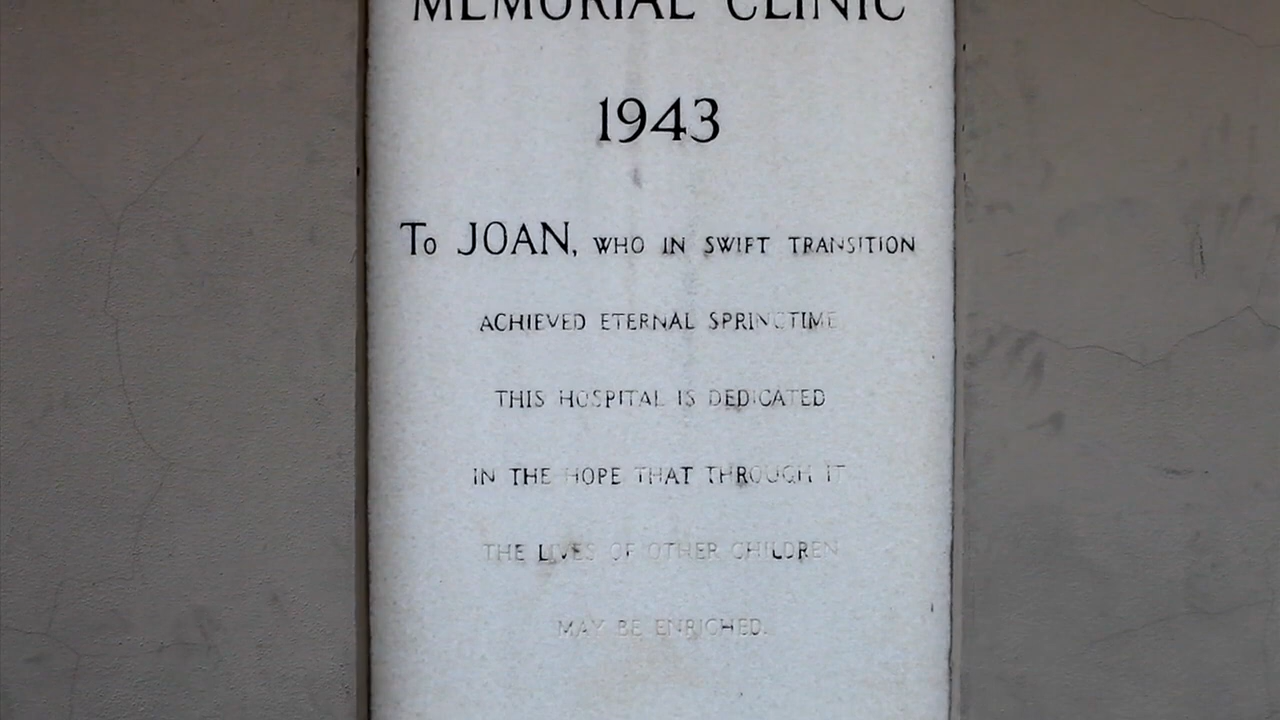 MEMORIAL CLINIC
1943
To JOAN, WHO IN SWIFT TRANSITION
ACHIEVED ETERNAL SPRINGTIME
THIS HOSPITAL IS DEDICATED
IN THE HOPE THAT THROUGH IT
THE LIVES OF OTHER CHILDREN
MAY BE ENRICHED.